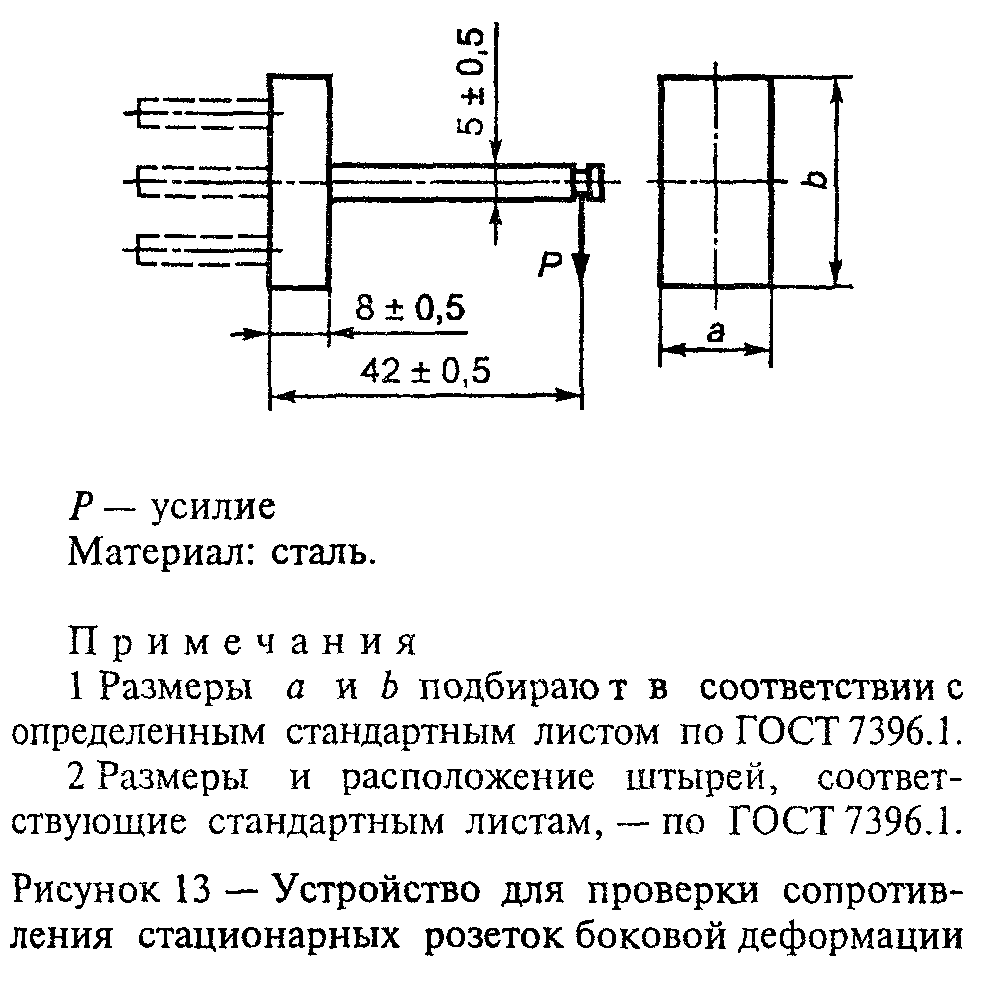 5 ± 0,5
b
P
8 ± 0,5
a
42 ± 0,5
P — усилие
Материал: сталь.
Примечания
1 Размеры a и b подбирают в соответствии с
определенным стандартным листом по ГОСТ 7396.1.
2 Размеры и расположение штырей, соответ-
ствующие стандартным листам, — по ГОСТ 7396.1.
Рисунок 13 — Устройство для проверки сопротив-
ления стационарных розеток боковой деформации